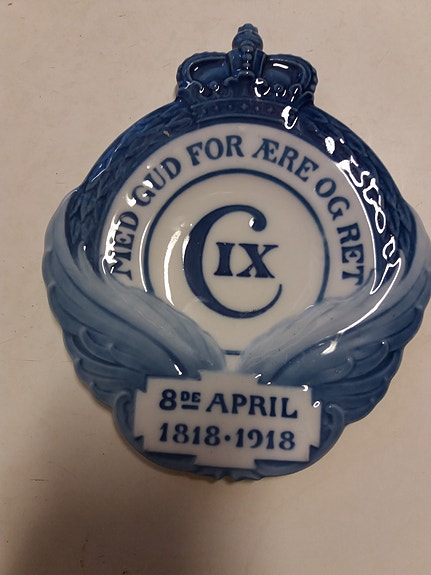 MED GUD FOR ÆRE OG RET
C IX
8DE APRIL
1818·1918